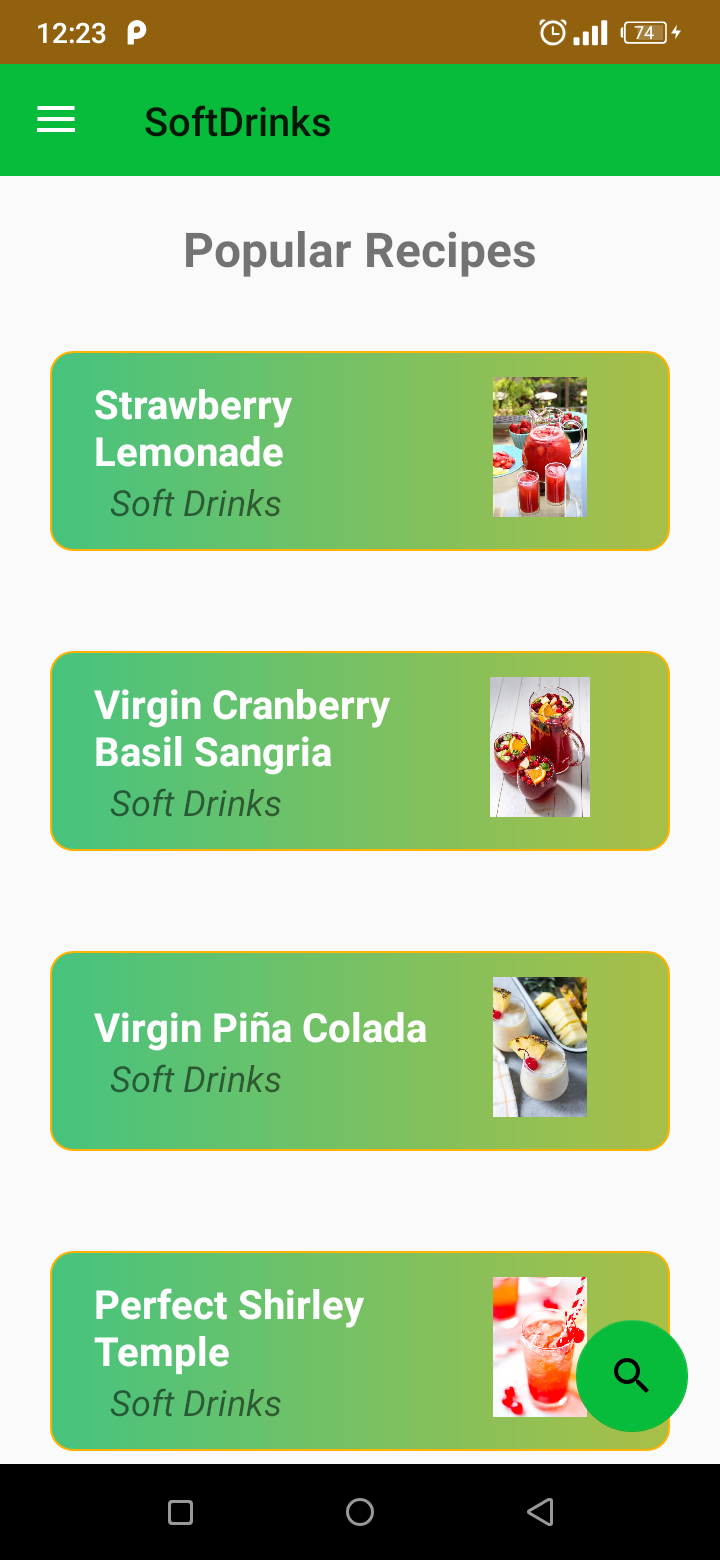 12:23
74
SoftDrinks
Popular Recipes
Strawberry
Lemonade
Soft Drinks
Virgin Cranberry
Basil Sangria
Soft Drinks
Virgin Piña Colada
Soft Drinks
Perfect Shirley
Temple
Soft Drinks